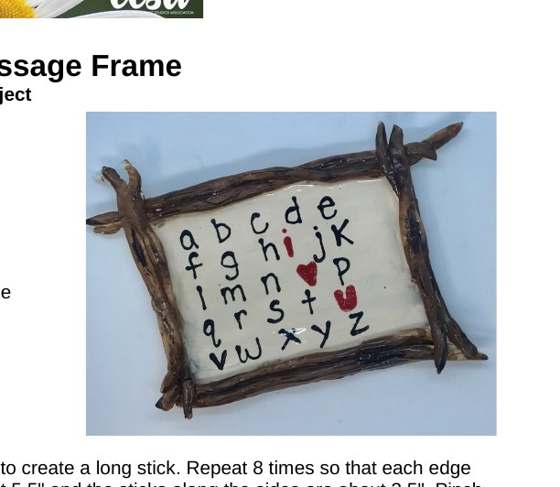 ssage Frame
ject
a b c d e
f g h i j K
l m n ♥ p
q r s t u
v w x y z
e
to create a long stick. Repeat 8 times so that each edge